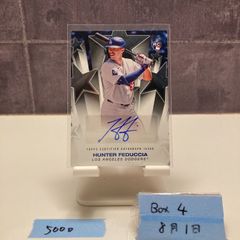 TOPPS CERTIFIED AUTOGRAPH ISSUE
HUNTER FEDUCCIA
LOS ANGELES DODGERS
5000
Box 4
8月1日